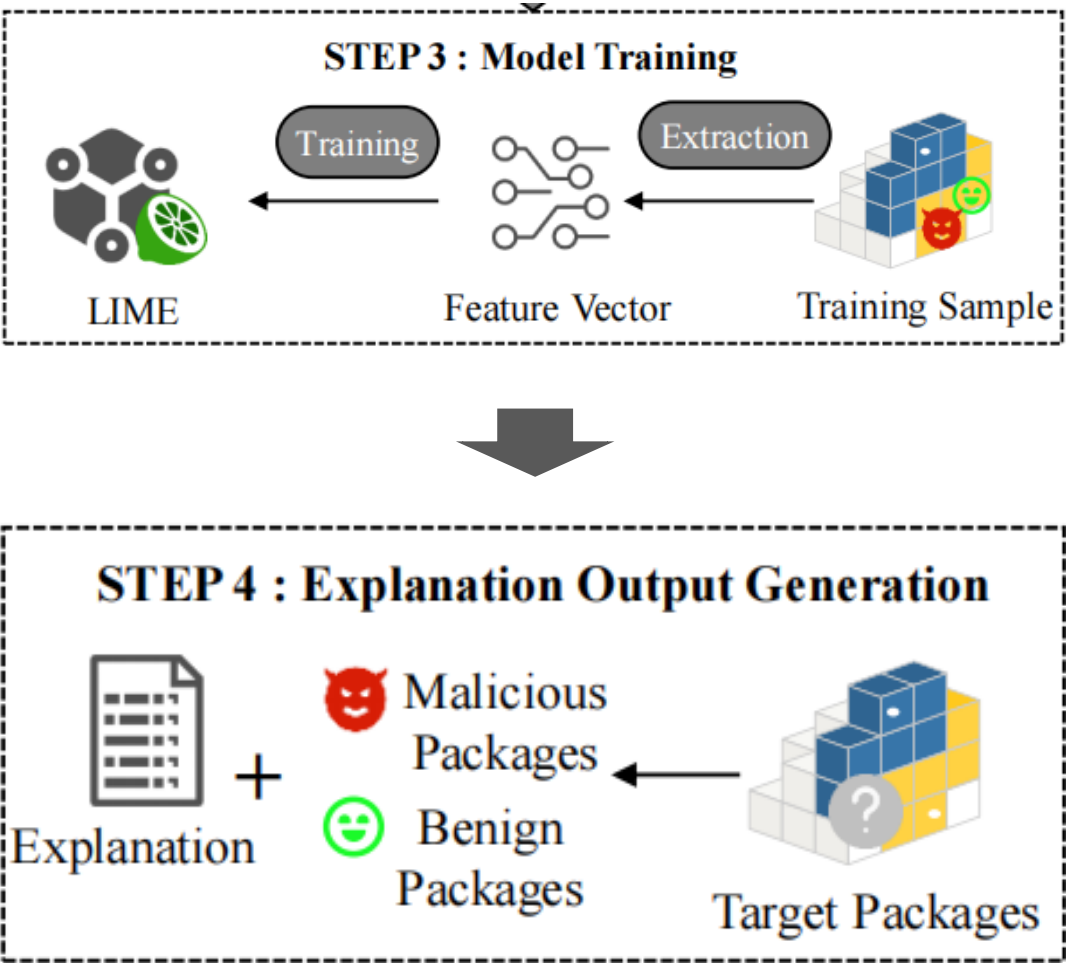 STEP 3 : Model Training
Training
Extraction
LIME
Feature Vector
Training Sample
STEP 4 : Explanation Output Generation
Malicious
Packages
+
?
Benign
Packages
Explanation
Target Packages